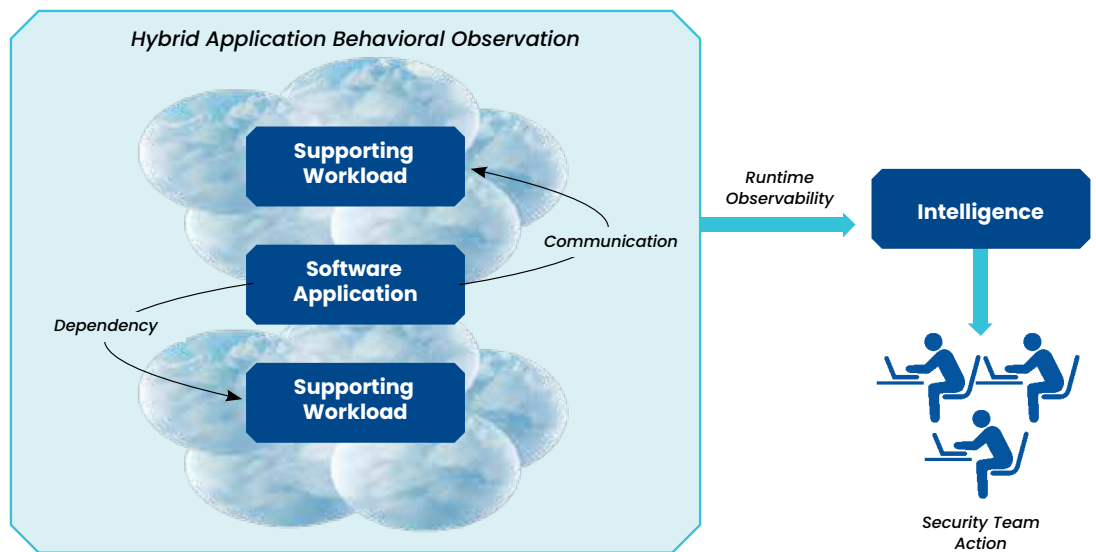 Hybrid Application Behavioral Observation
Supporting
Workload
Runtime
Observability
Intelligence
Communication
Software
Application
Dependency
Supporting
Workload
Security Team
Action